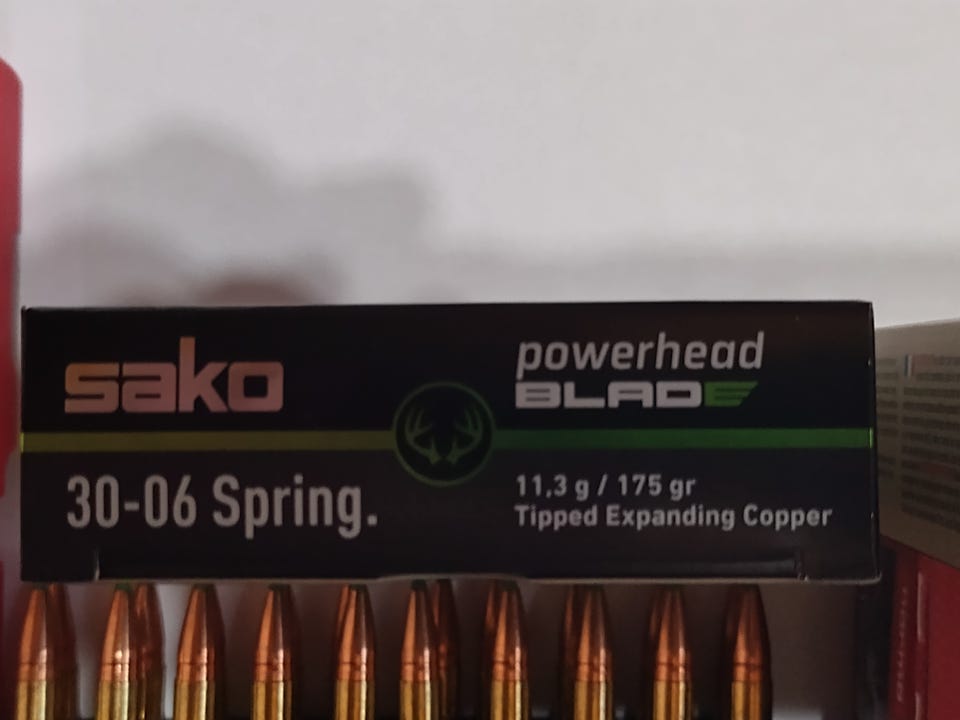 sako
powerhead
BLADE
30-06 Spring.
11,3 g / 175 gr
Tipped Expanding Copper